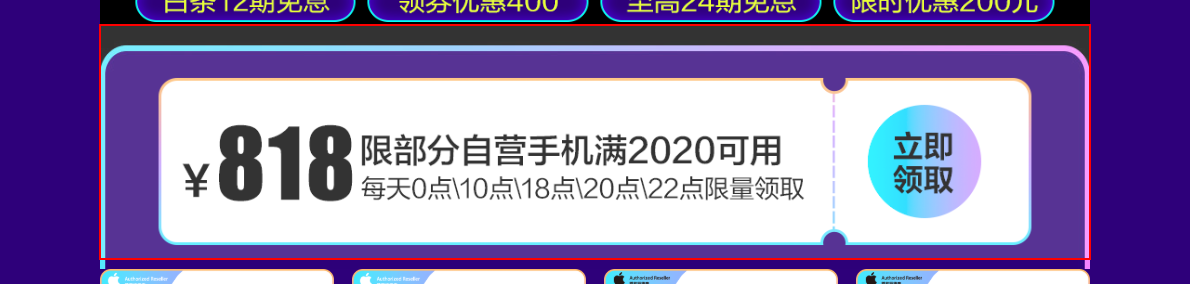 白条12期免息
领券优惠400
至高24期免息
限时优惠200元
¥818
限部分自营手机满2020可用
每天0点\10点\18点\20点\22点限量领取
立即
领取
Authorized Reseller
Authorized Reseller
Authorized Reseller
Authorized Reseller